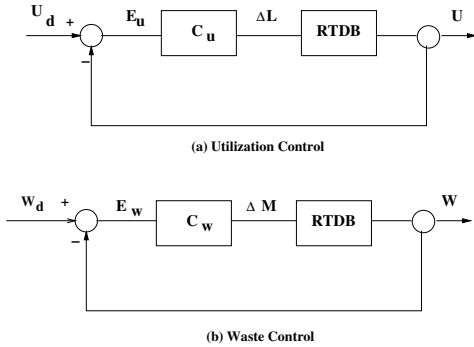 U d + E u C u ΔL RTDB U
−
(a) Utilization Control
W d + E w C w Δ M RTDB W
−
(b) Waste Control